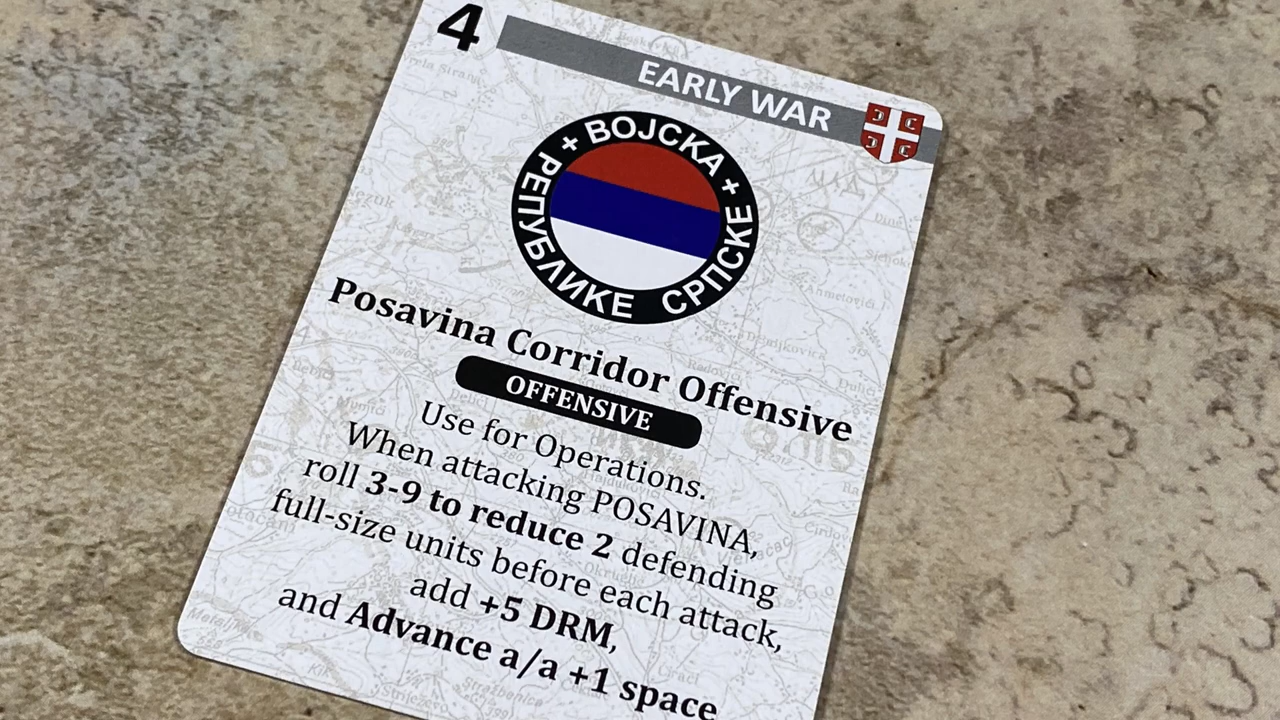 4
EARLY WAR
+ ВОЈСКА +
РЕПУБЛИКЕ СРПСКЕ
Posavina Corridor Offensive
OFFENSIVE
Use for Operations.
When attacking POSAVINA,
roll 3-9 to reduce 2 defending
full-size units before each attack,
add +5 DRM,
and Advance a/a +1 space